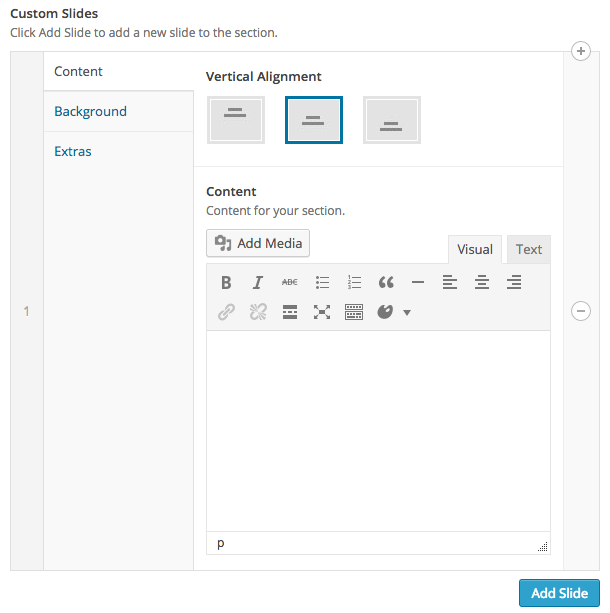 Custom Slides
Click Add Slide to add a new slide to the section.
Content
Background
Extras
1
Vertical Alignment
Content
Content for your section.
Add Media
Visual Text
B I ABC
p
Add Slide